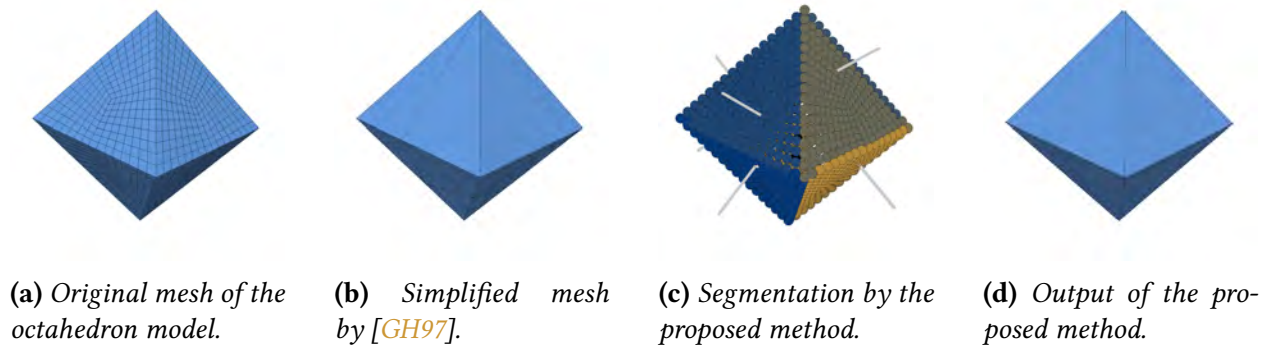 (a) Original mesh of the
octahedron model.
(b) Simplified mesh
by [GH97].
(c) Segmentation by the
proposed method.
(d) Output of the pro-
posed method.